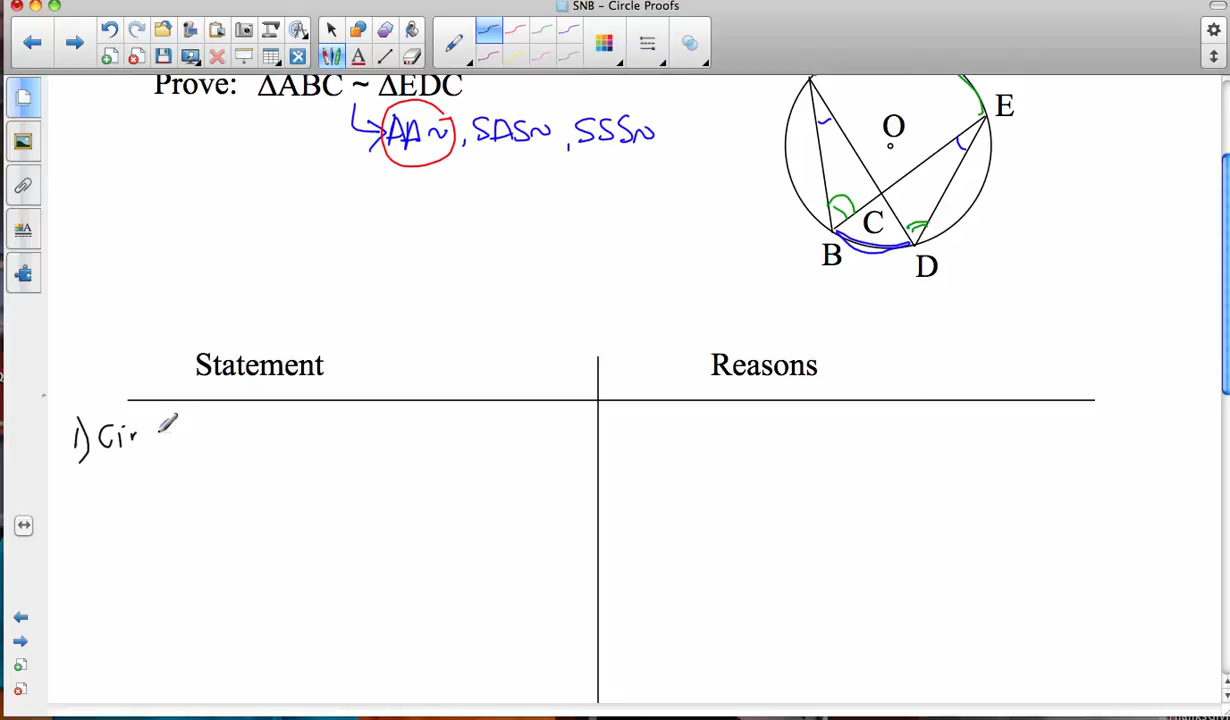 SNB - Circle Proofs
Prove: ΔABC ~ ΔEDC
AA~, SAS~, SSS~
E
O
C
B
D
Statement Reasons
1) Cir